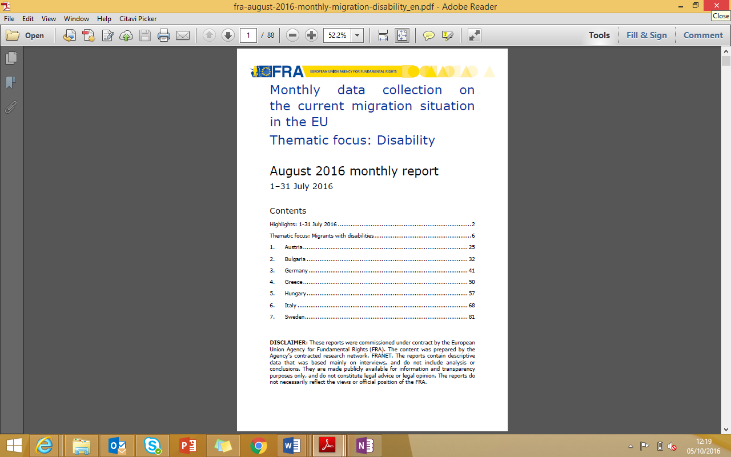 fra-august-2016-monthly-migration-disability_en.pdf - Adobe Reader
Close
File Edit View Window Help Citavi Picker
Open 1 / 88 52.2% Tools Fill & Sign Comment
FRA EUROPEAN UNION AGENCY FOR FUNDAMENTAL RIGHTS
Monthly data collection on
the current migration situation
in the EU
Thematic focus: Disability
August 2016 monthly report
1–31 July 2016
Contents
Highlights: 1-31 July 2016 2
Thematic focus: Migrants with disabilities 6
1. Austria 25
2. Bulgaria 32
3. Germany 41
4. Greece 50
5. Hungary 57
6. Italy 68
7. Sweden 81
DISCLAIMER: These reports were commissioned under contract by the European
Union Agency for Fundamental Rights (FRA). The content was prepared by the
Agency's contracted research network, FRANET. The reports contain descriptive
data that was based mainly on interviews, and do not include analysis or
conclusions. They are made publicly available for information and transparency
purposes only, and do not constitute legal advice or legal opinion. The reports do
not necessarily reflect the views or official position of the FRA.
12:19
05/10/2016